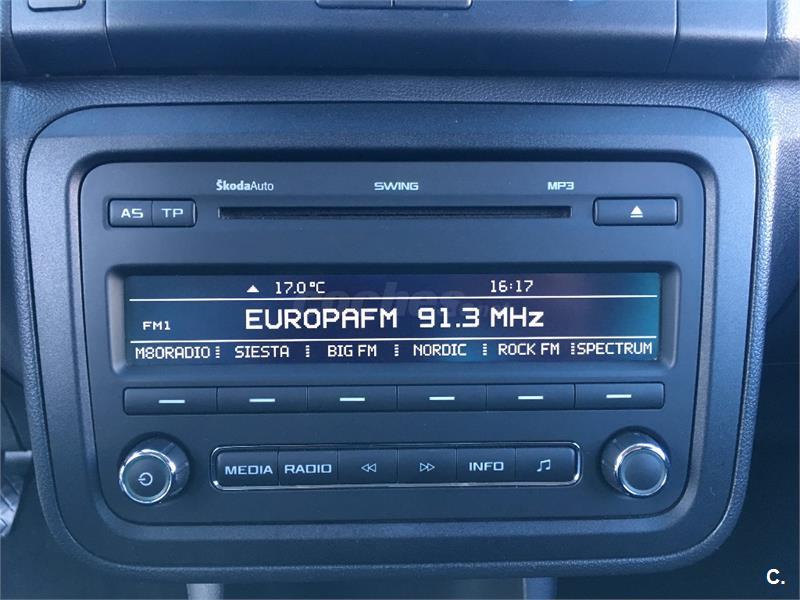 ŠkodaAuto SWING MP3
AS TP
17.0°C 16:17
FM1 EUROPAFM 91.3 MHz
M80RADIO SIESTA BIG FM NORDIC ROCK FM SPECTRUM
MEDIA RADIO INFO
C.